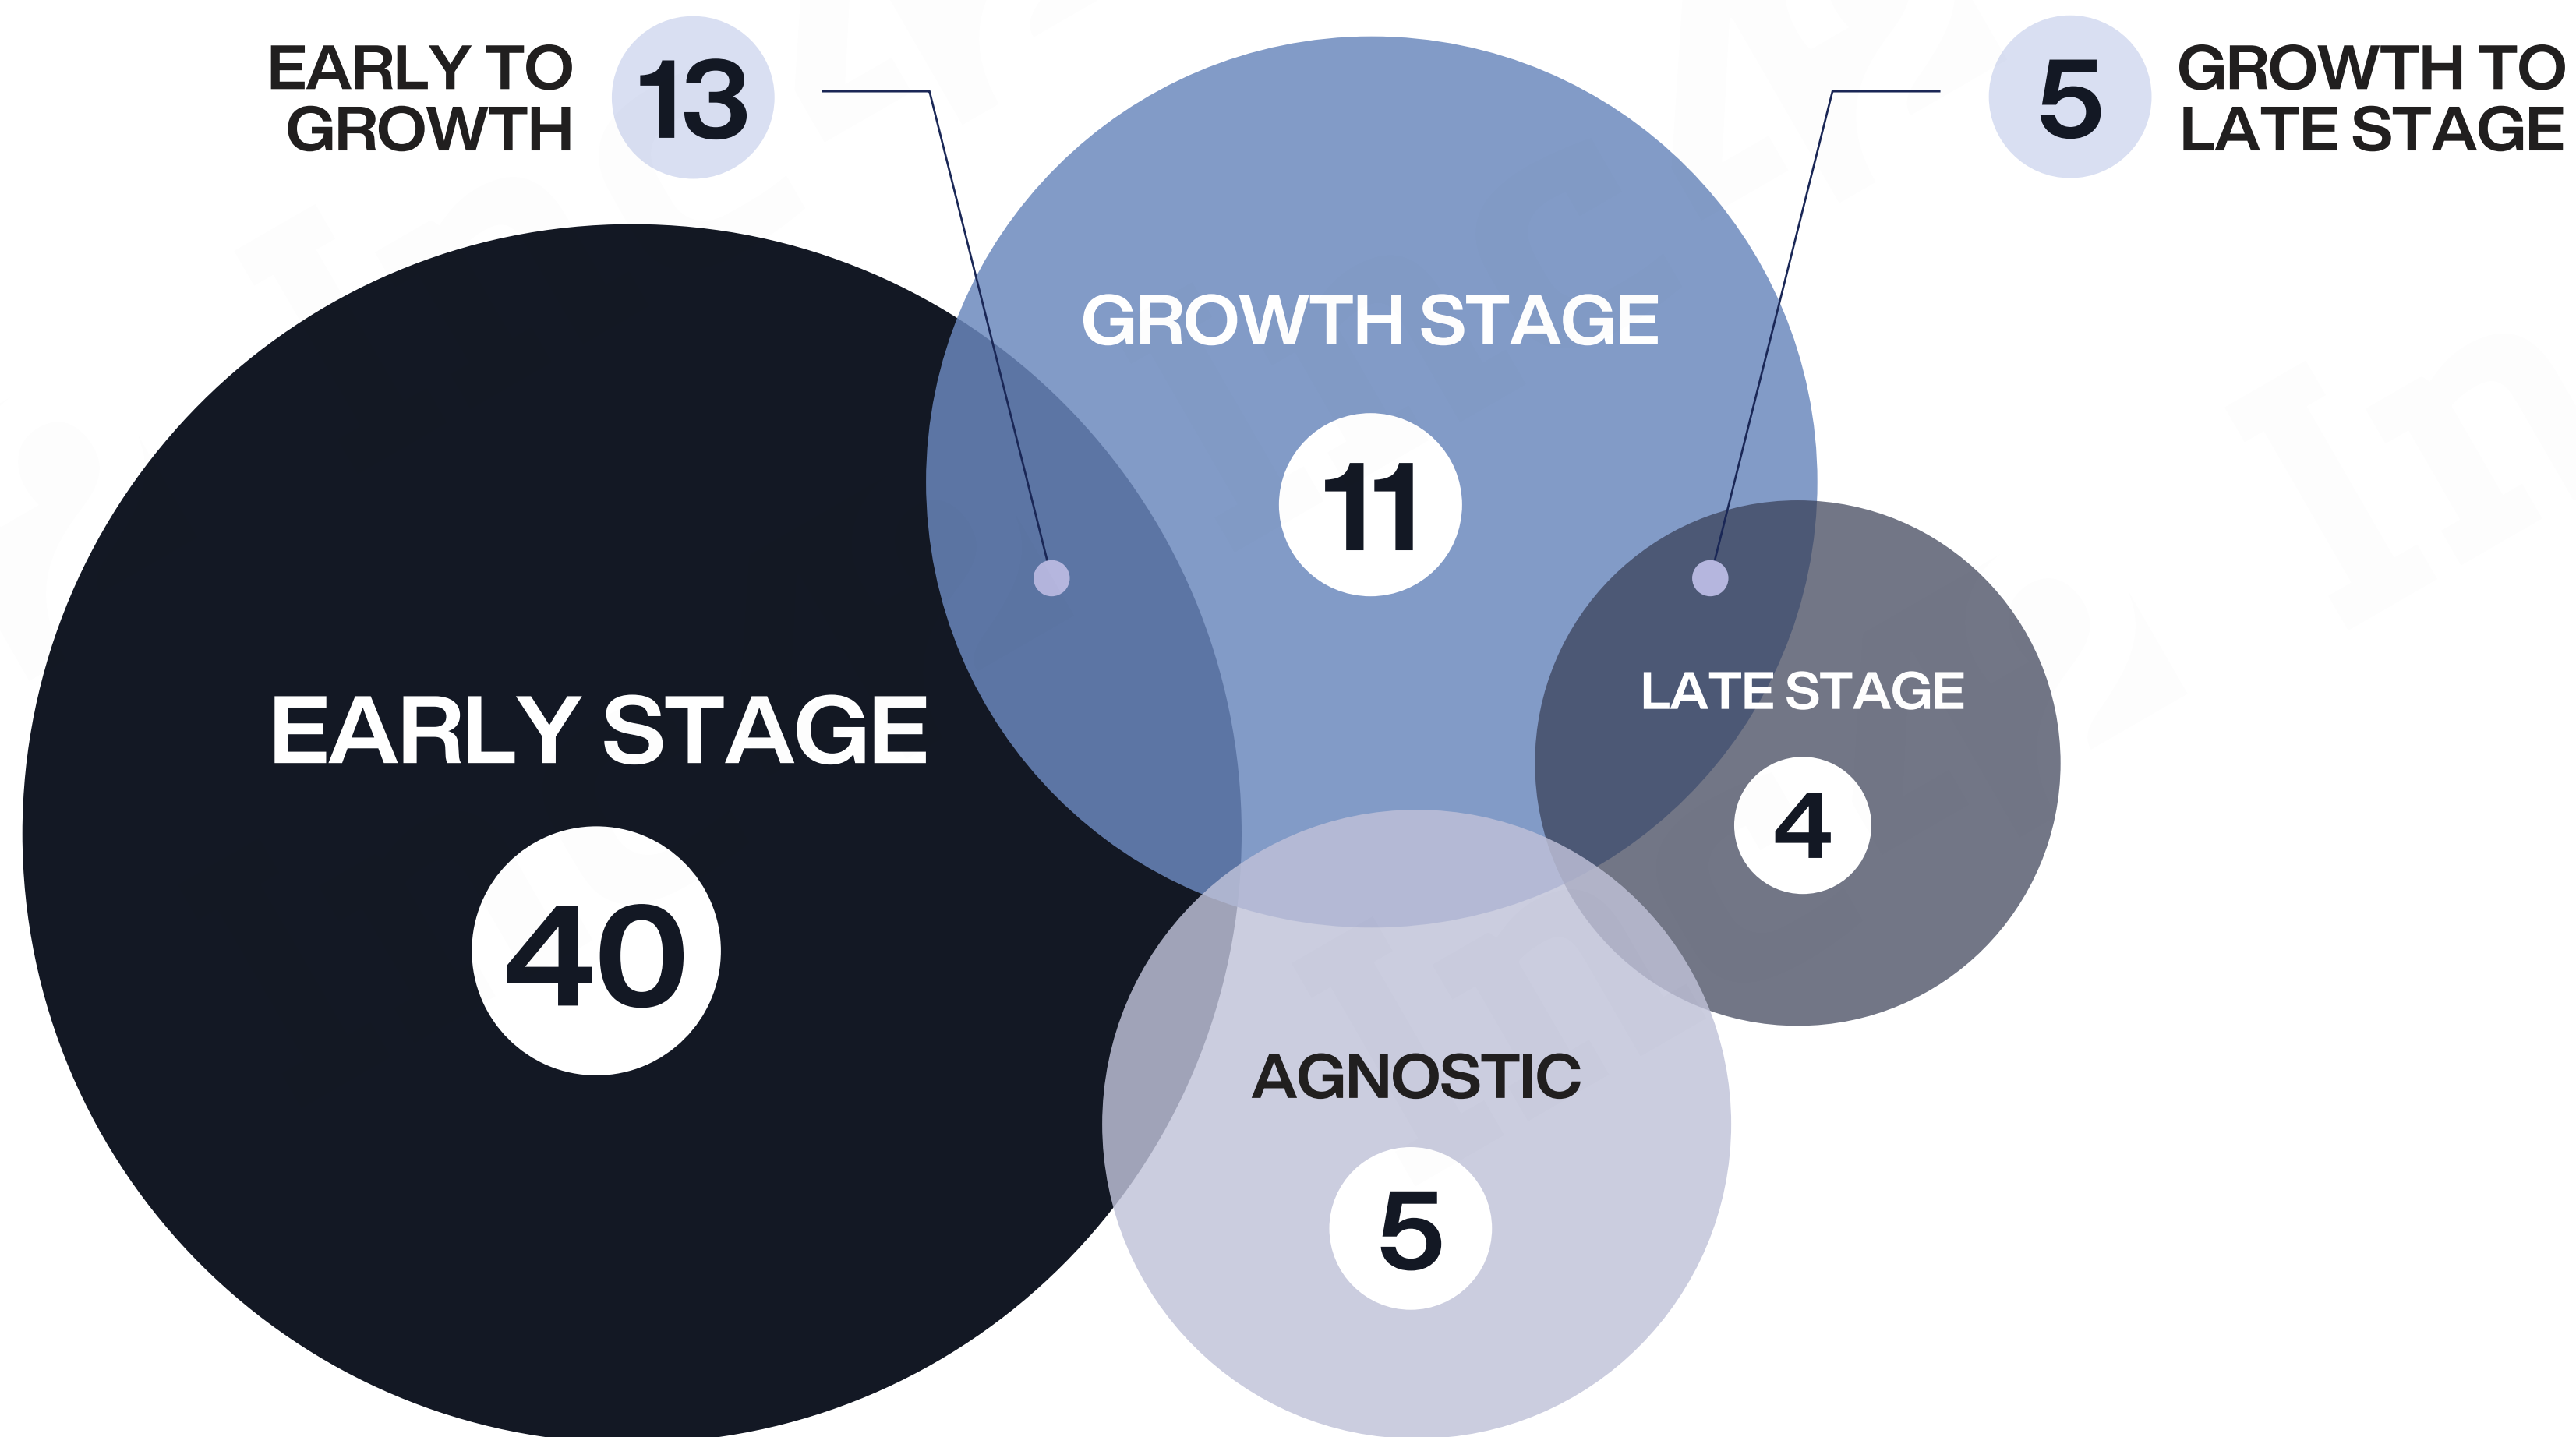 EARLY TO
GROWTH
13
5
GROWTH TO
LATE STAGE
GROWTH STAGE
11
EARLY STAGE
40
LATE STAGE
4
AGNOSTIC
5